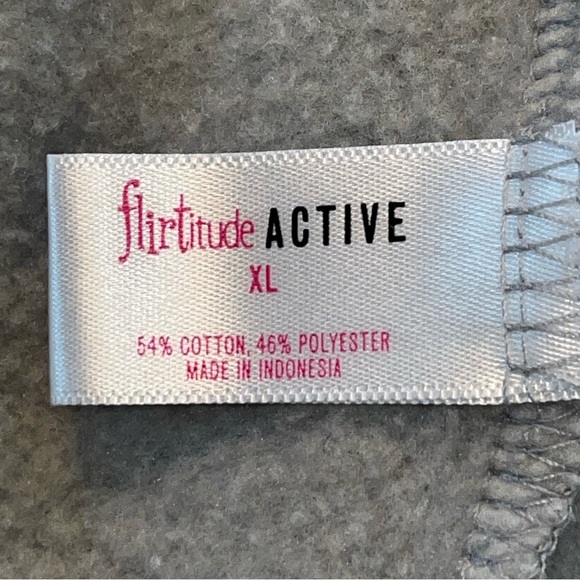 flirtitude ACTIVE
XL
54% COTTON, 46% POLYESTER
MADE IN INDONESIA